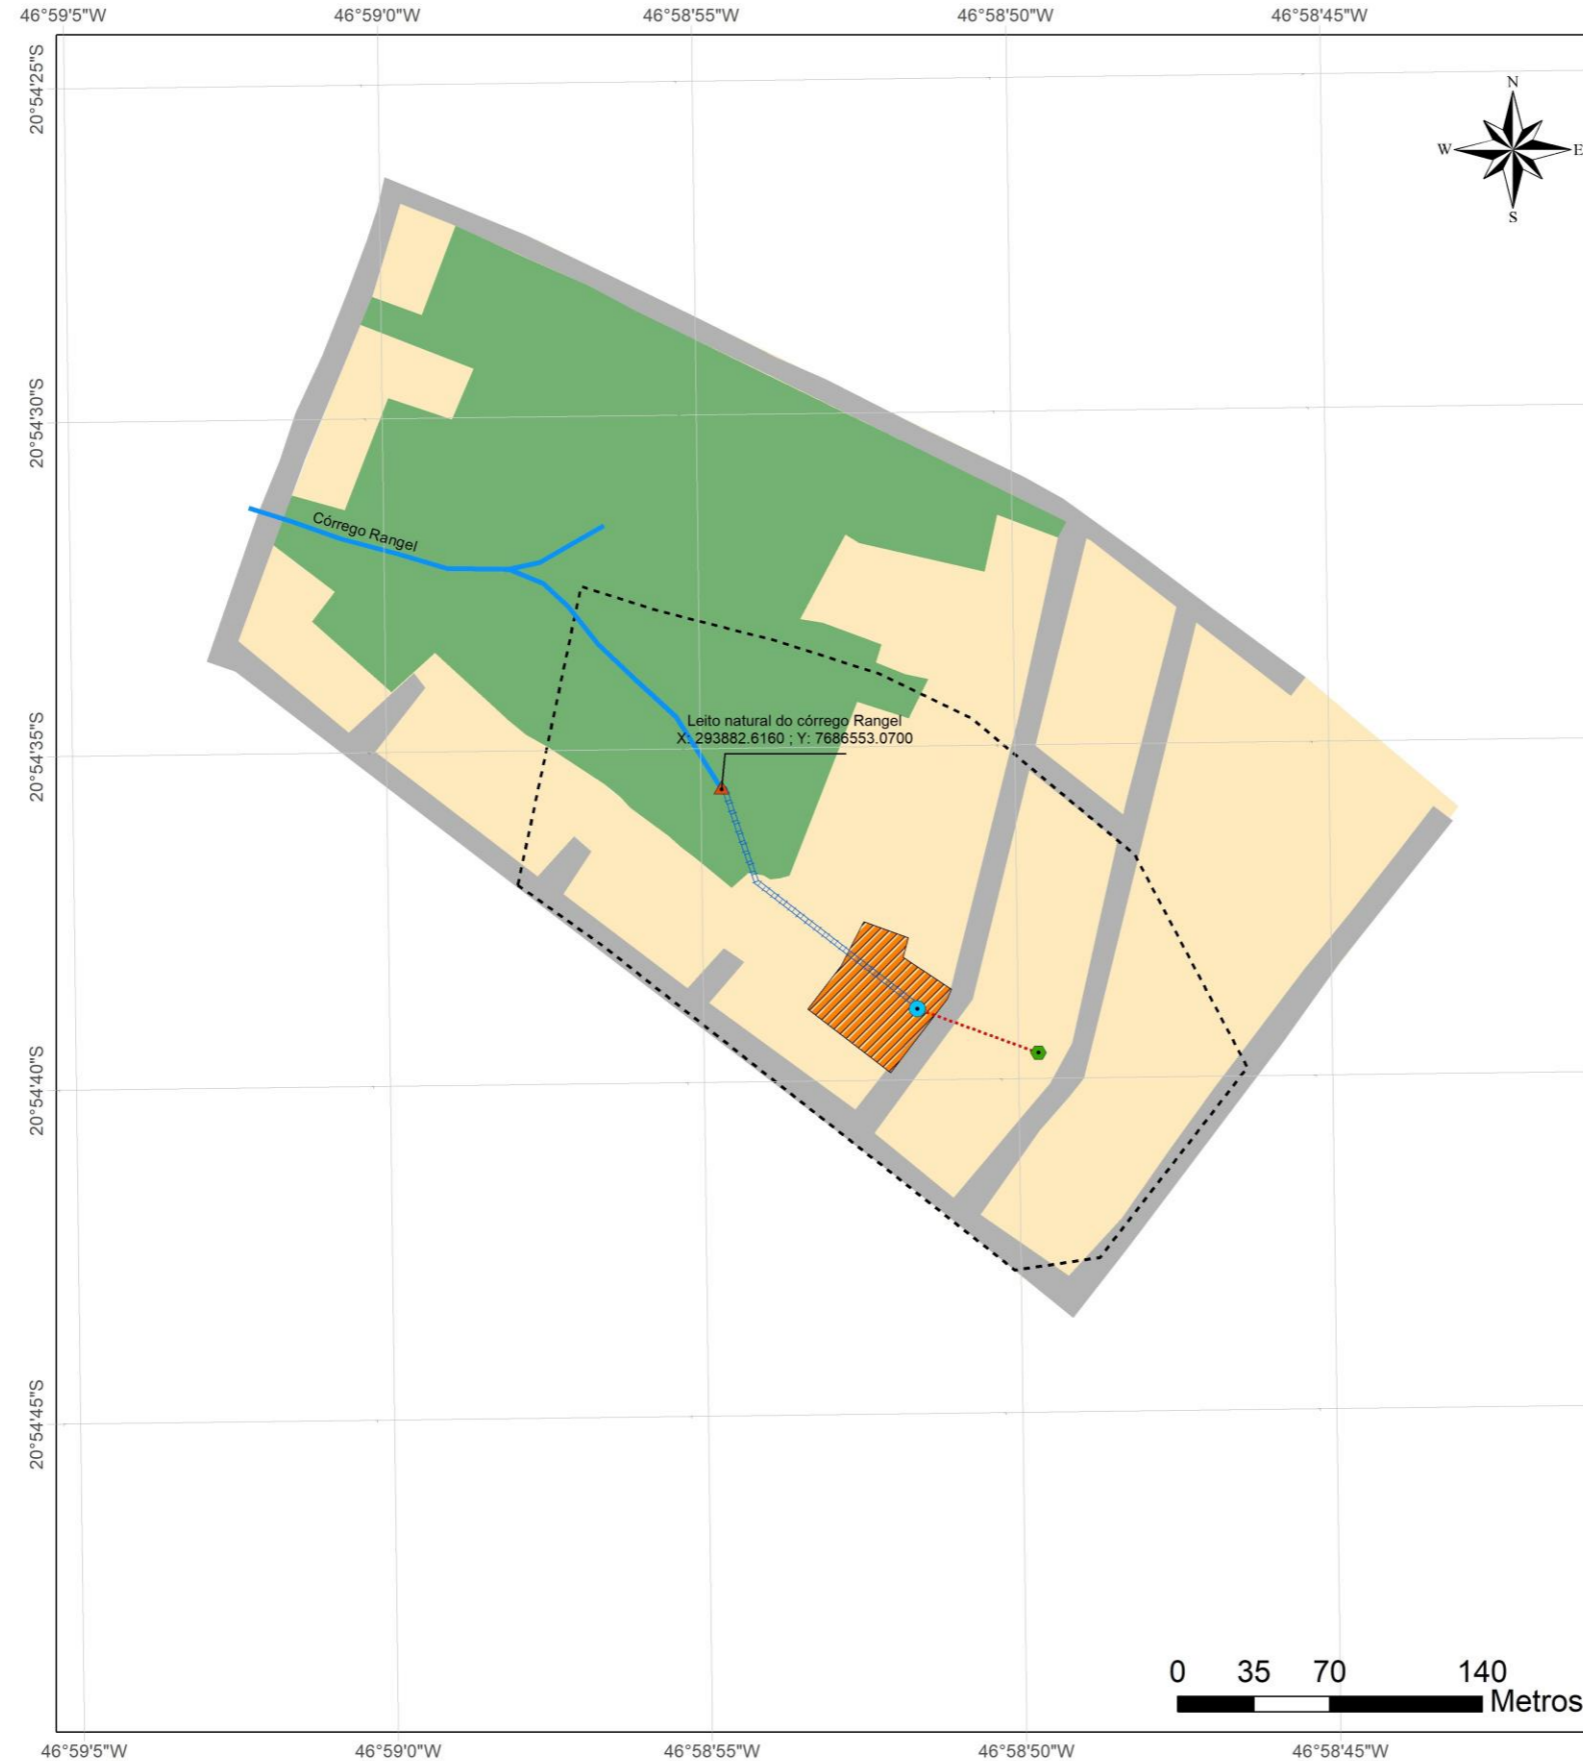 46°59'5"W 46°59'0"W 46°58'55"W 46°58'50"W 46°58'45"W
20°54'25"S
N
W E
S
20°54'30"S
Córrego Rangel
20°54'35"S
Leito natural do córrego Rangel
X: 293882.6160 ; Y: 7686553.0700
20°54'40"S
20°54'45"S
0 35 70 140
Metros
46°59'5"W 46°59'0"W 46°58'55"W 46°58'50"W 46°58'45"W